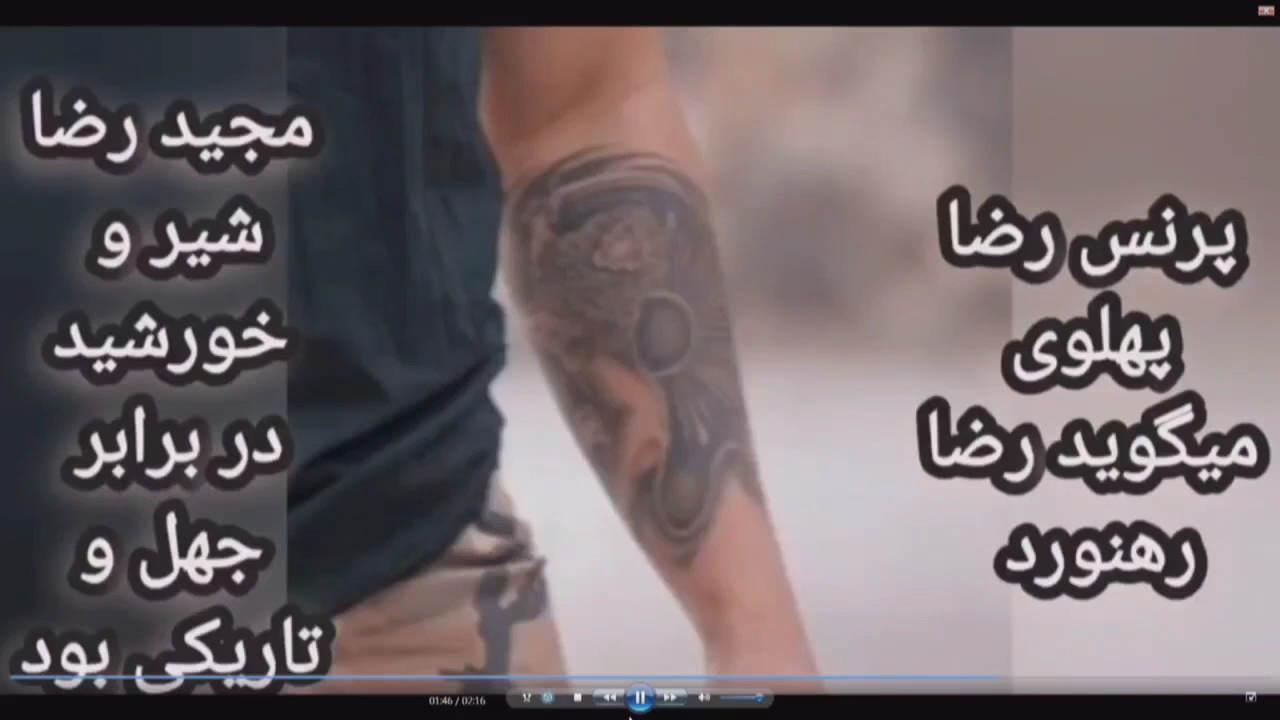 پرنس رضا
پهلوی
میگوید رضا
رهنورد
مجید رضا
شیر و
خورشید
در برابر
جهل و
تاریکی بود
01:46 / 02:16